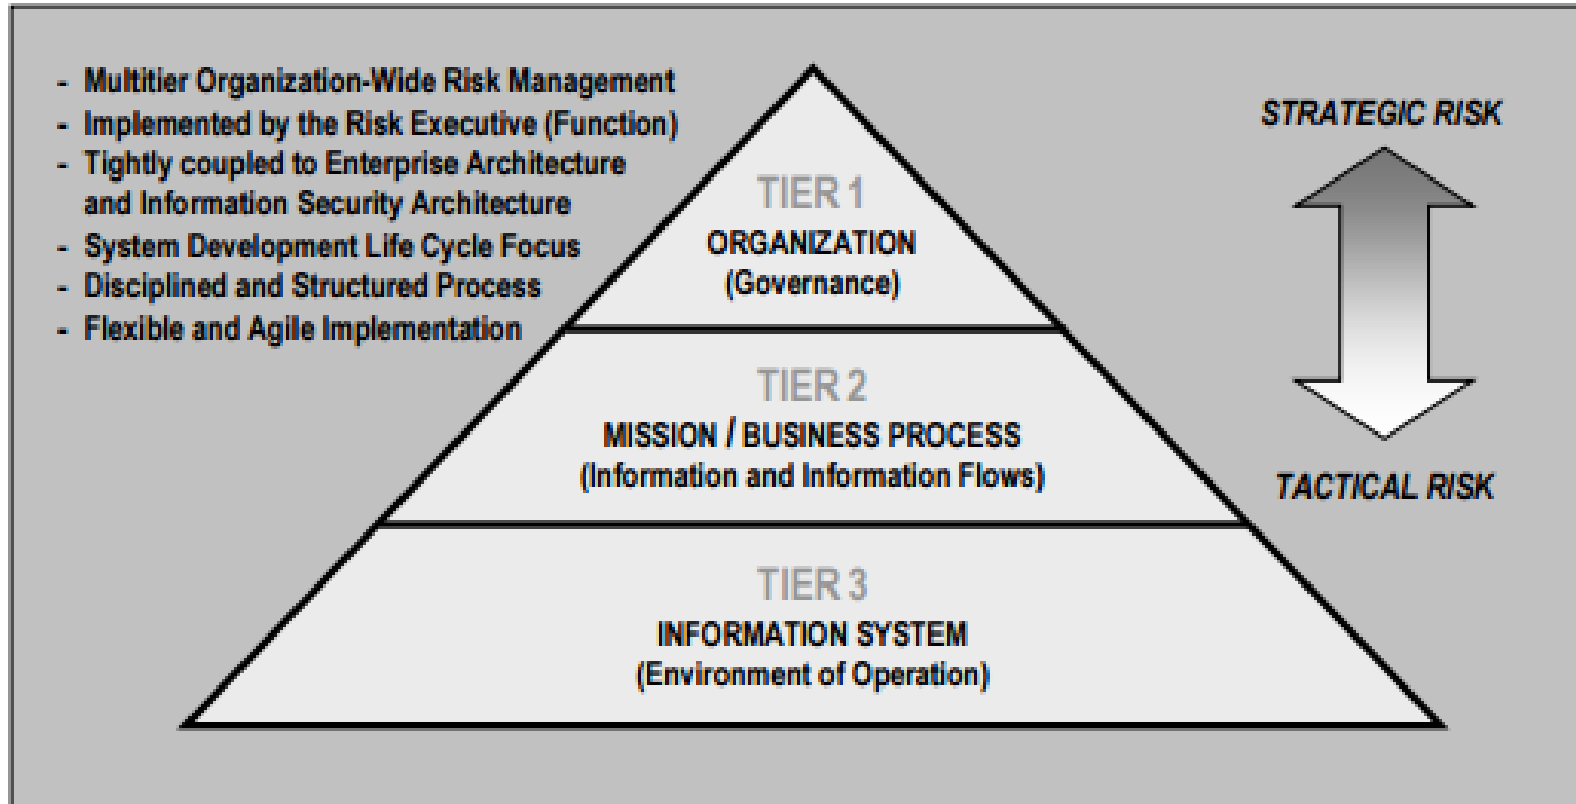 - Multitier Organization-Wide Risk Management
- Implemented by the Risk Executive (Function)
- Tightly coupled to Enterprise Architecture
and Information Security Architecture
- System Development Life Cycle Focus
- Disciplined and Structured Process
- Flexible and Agile Implementation
TIER 1
ORGANIZATION
(Governance)
TIER 2
MISSION / BUSINESS PROCESS
(Information and Information Flows)
TIER 3
INFORMATION SYSTEM
(Environment of Operation)
STRATEGIC RISK
TACTICAL RISK